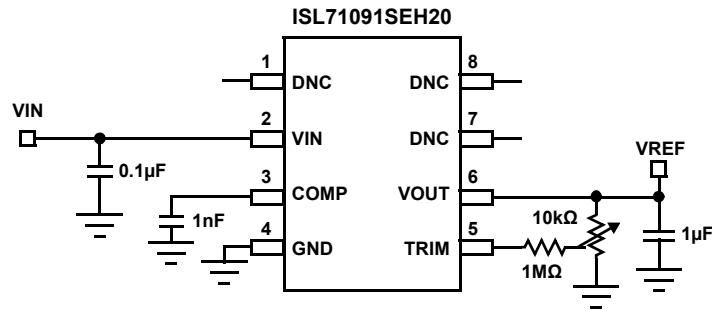 ISL71091SEH20
1 DNC
DNC 8
VIN
2 VIN
DNC 7
VREF
0.1µF
3 COMP
VOUT 6
1nF
10kΩ
1µF
4 GND
TRIM 5
1MΩ